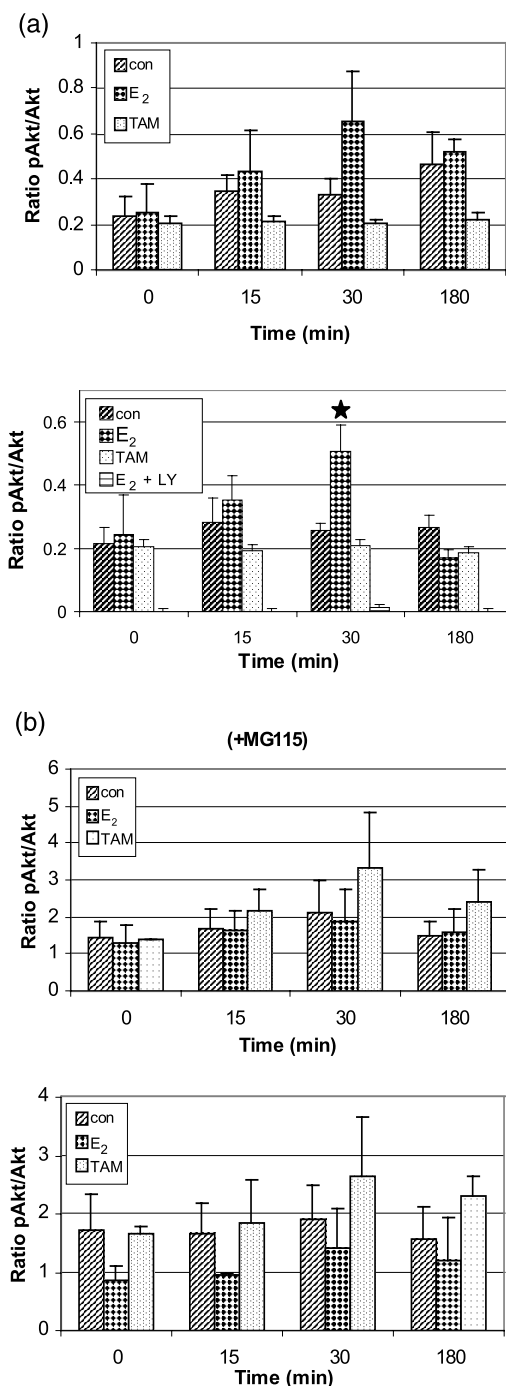 (a)
1
0.8
0.6
0.4
0.2
0
Ratio pAkt/Akt
con
E2
TAM
0 15 30 180
Time (min)
0.6
0.4
0.2
0
Ratio pAkt/Akt
con
E2
TAM
E2 + LY
0 15 30 180
Time (min)
(b)
(+MG115)
6
5
4
3
2
1
0
Ratio pAkt/Akt
con
E2
TAM
0 15 30 180
Time (min)
4
3
2
1
0
Ratio pAkt/Akt
con
E2
TAM
0 15 30 180
Time (min)